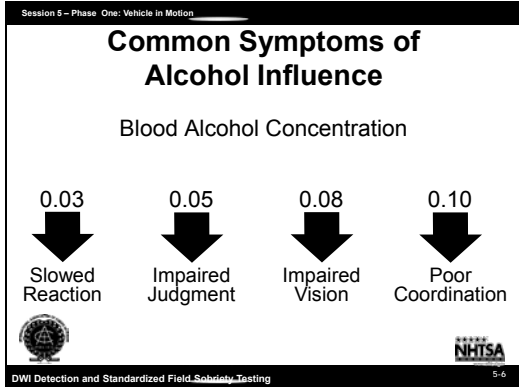 Session 5 – Phase One: Vehicle in Motion
Common Symptoms of
Alcohol Influence
Blood Alcohol Concentration
0.03 0.05 0.08 0.10
Slowed Impaired Impaired Poor
Reaction Judgment Vision Coordination
NHTSA
DWI Detection and Standardized Field Sobriety Testing
5-6